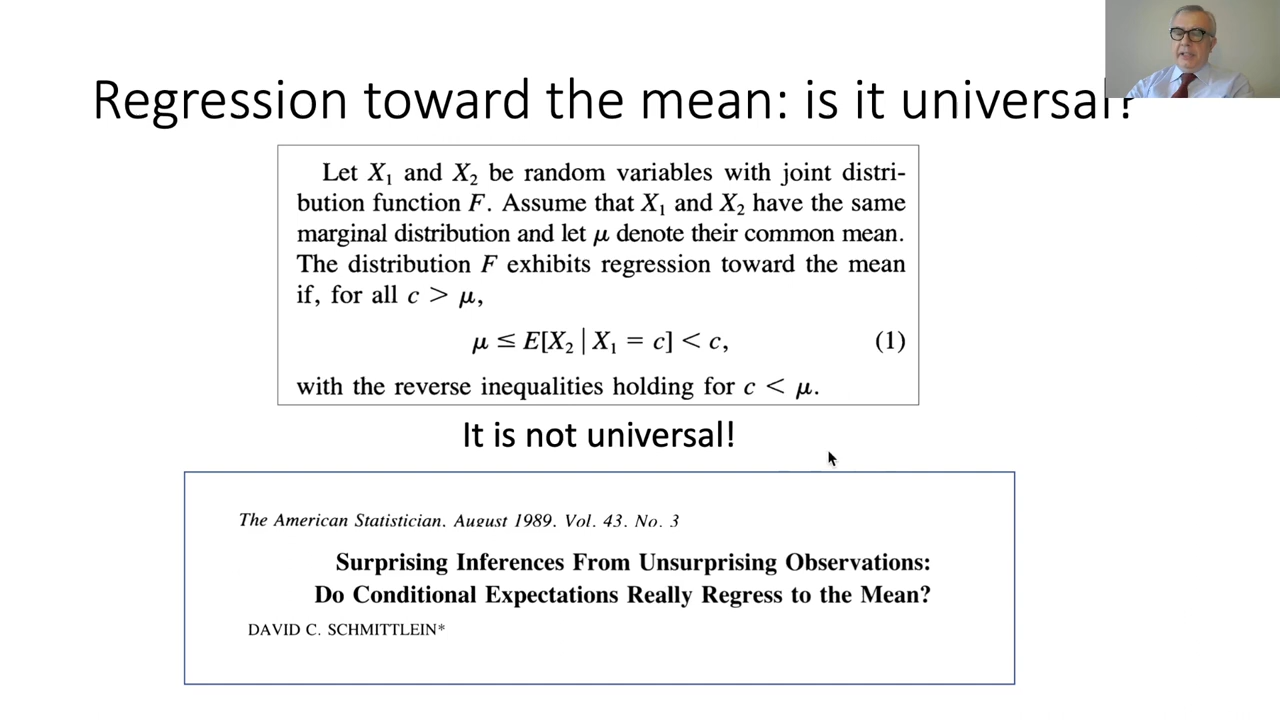 Regression toward the mean: is it universal?
Let X₁ and X₂ be random variables with joint distri-
bution function F. Assume that X₁ and X₂ have the same
marginal distribution and let μ denote their common mean.
The distribution F exhibits regression toward the mean
if, for all c > μ,
μ ≤ E[X₂ | X₁ = c] < c, (1)
with the reverse inequalities holding for c < μ.
It is not universal!
The American Statistician, August 1989, Vol. 43, No. 3
Surprising Inferences From Unsurprising Observations:
Do Conditional Expectations Really Regress to the Mean?
DAVID C. SCHMITTLEIN*